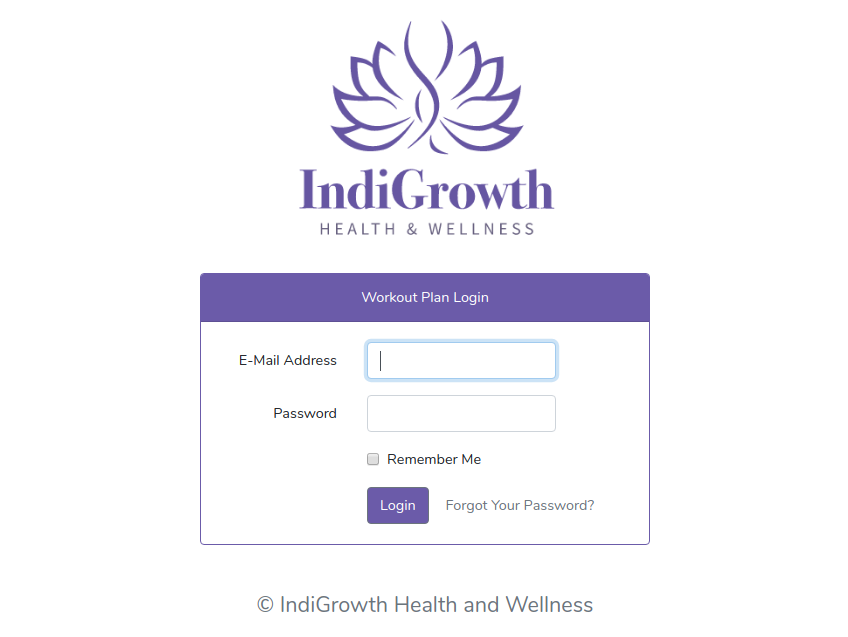 IndiGrowth
HEALTH & WELLNESS
Workout Plan Login
E-Mail Address
Password
Remember Me
Login Forgot Your Password?
© IndiGrowth Health and Wellness